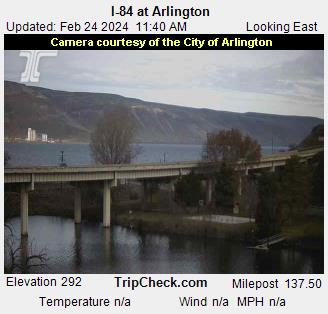 I-84 at Arlington
Updated: Feb 24 2024 11:40 AM Looking East
Camera courtesy of the City of Arlington
Elevation 292 TripCheck.com Milepost 137.50
Temperature n/a Wind n/a MPH n/a